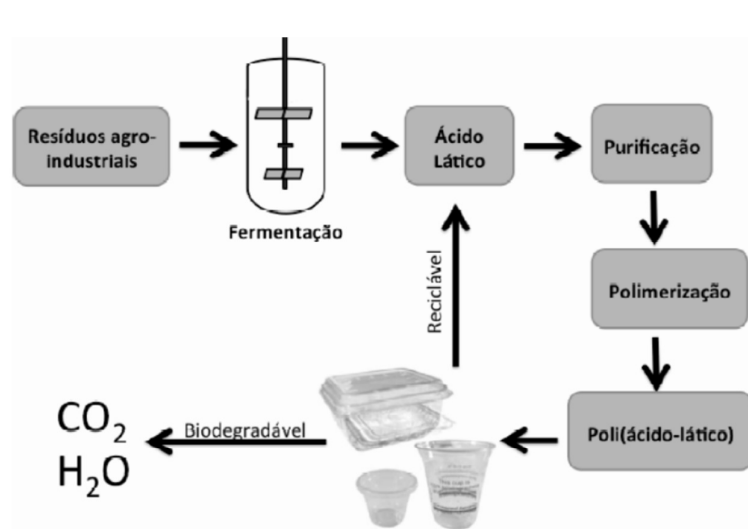 Resíduos agro-
industriais
Fermentação
Ácido
Lático
Purificação
Polimerização
Poli(ácido-lático)
Reciclável
Biodegradável
CO₂
H₂O